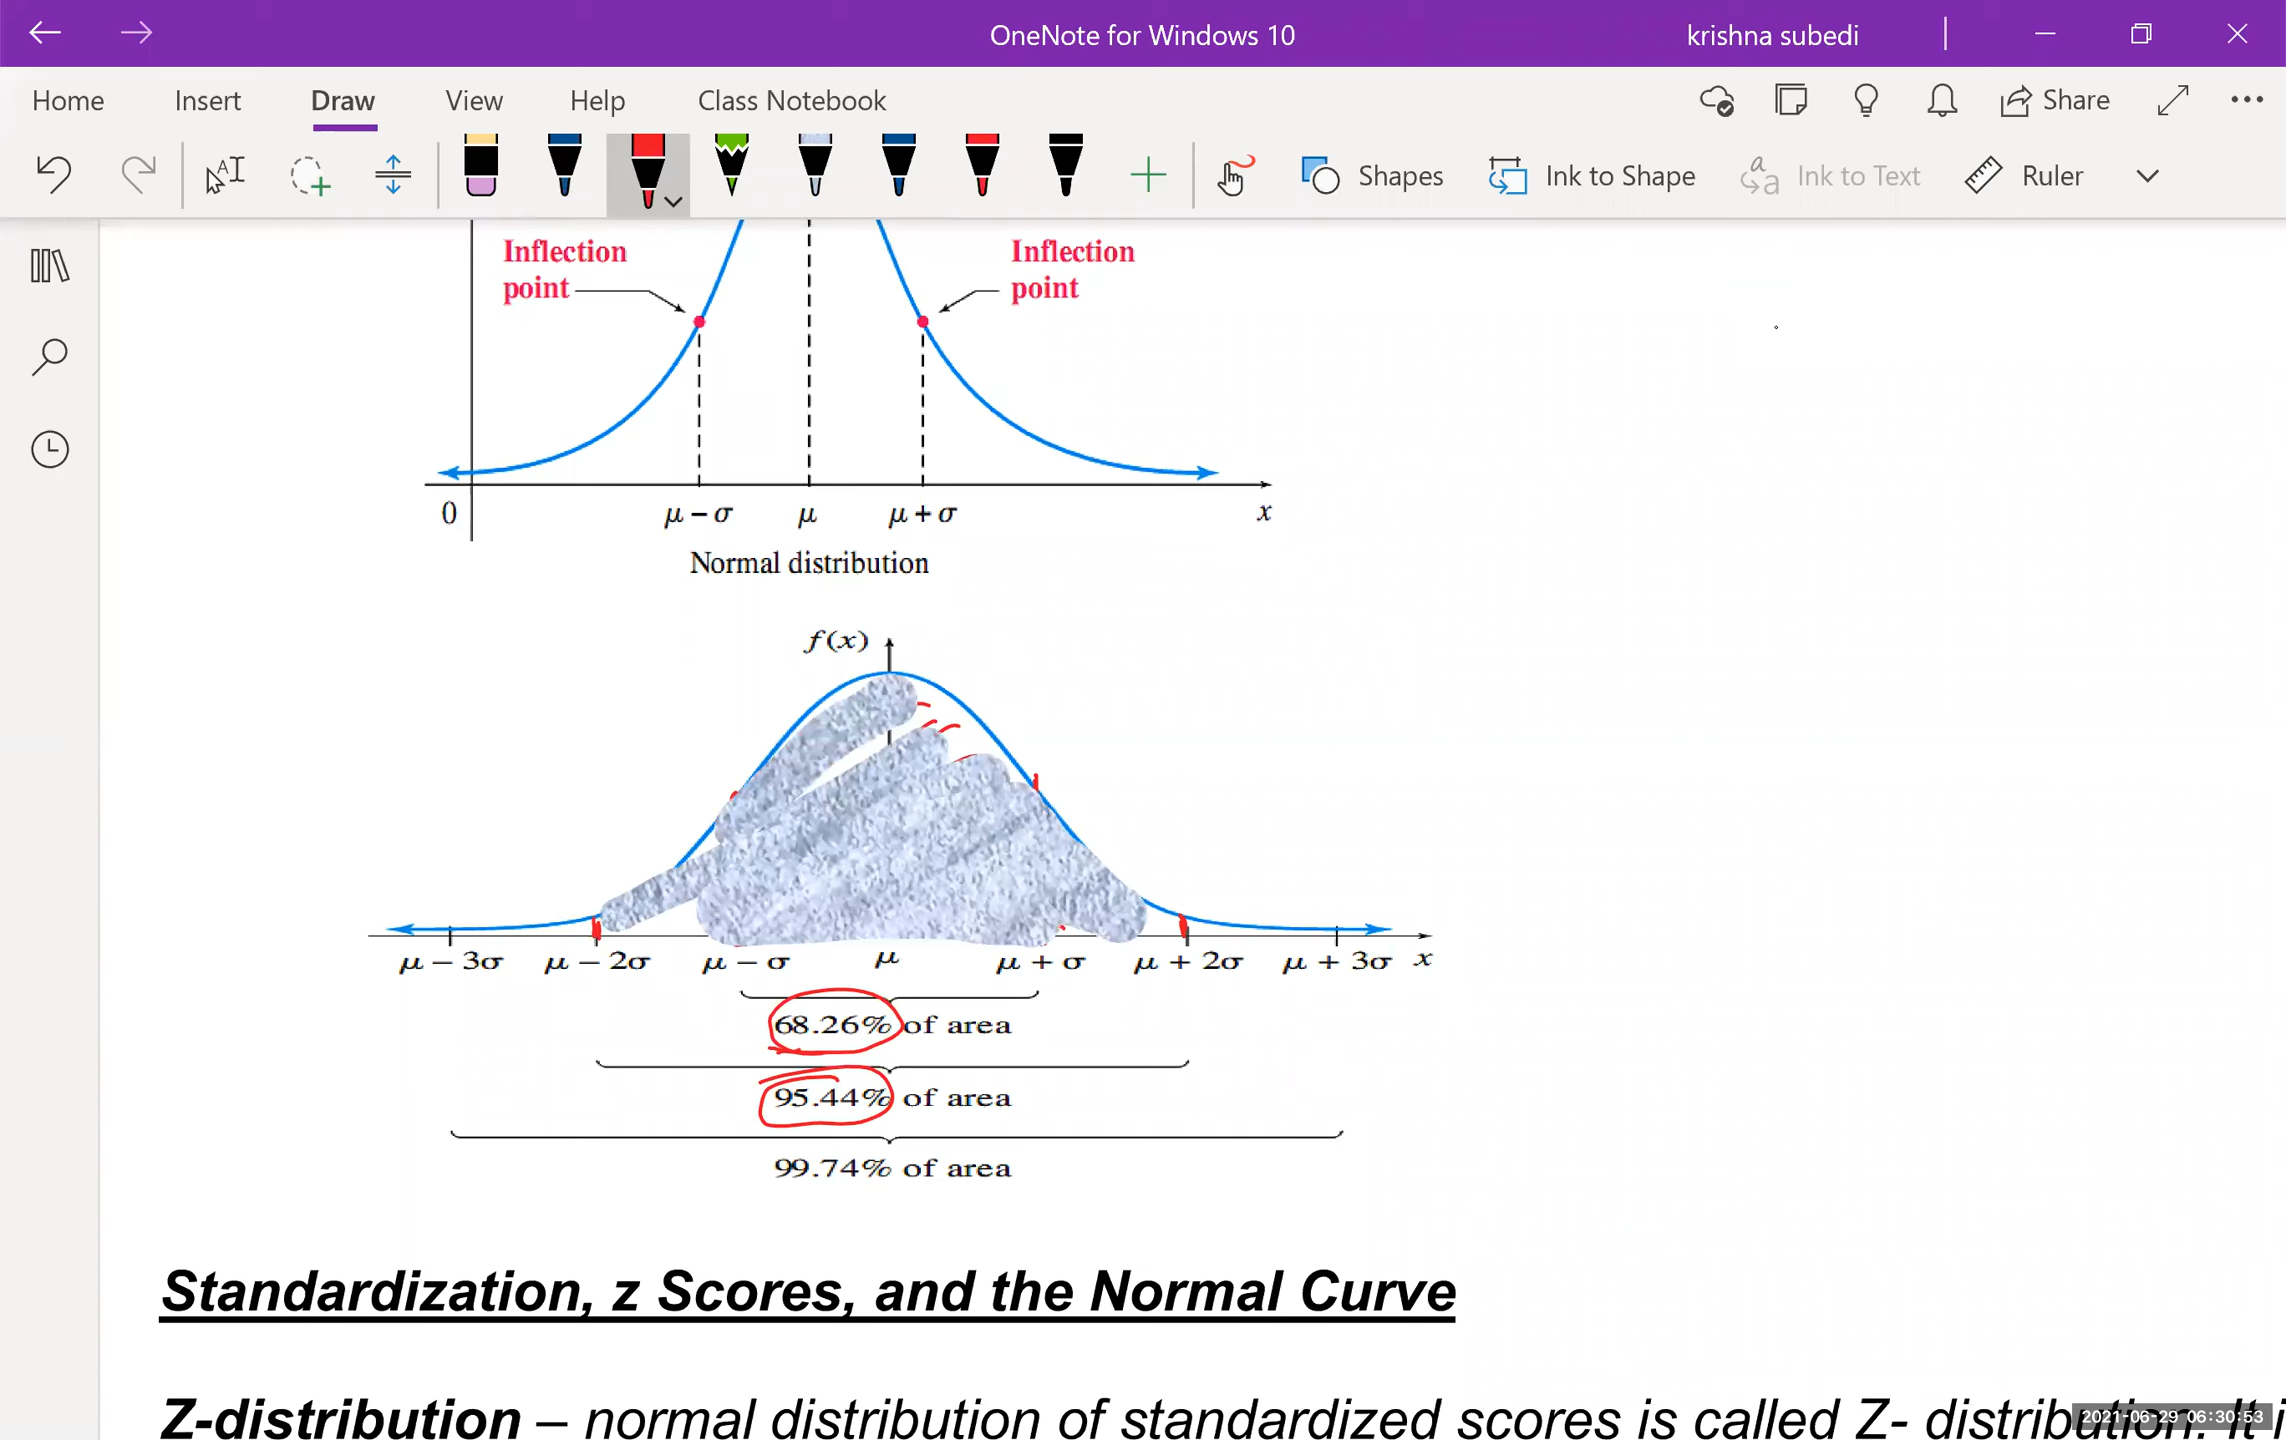 OneNote for Windows 10
krishna subedi
Home Insert Draw View Help Class Notebook Share
AI Shapes Ink to Shape a a Ink to Text Ruler
Inflection point
Inflection point
0 μ − σ μ μ + σ x
Normal distribution
f(x)
μ − 3σ μ − 2σ μ − σ μ μ + σ μ + 2σ μ + 3σ x
68.26% of area
95.44% of area
99.74% of area
Standardization, z Scores, and the Normal Curve
Z-distribution – normal distribution of standardized scores is called Z- distribution. It i
2021-06-29 06:30:53